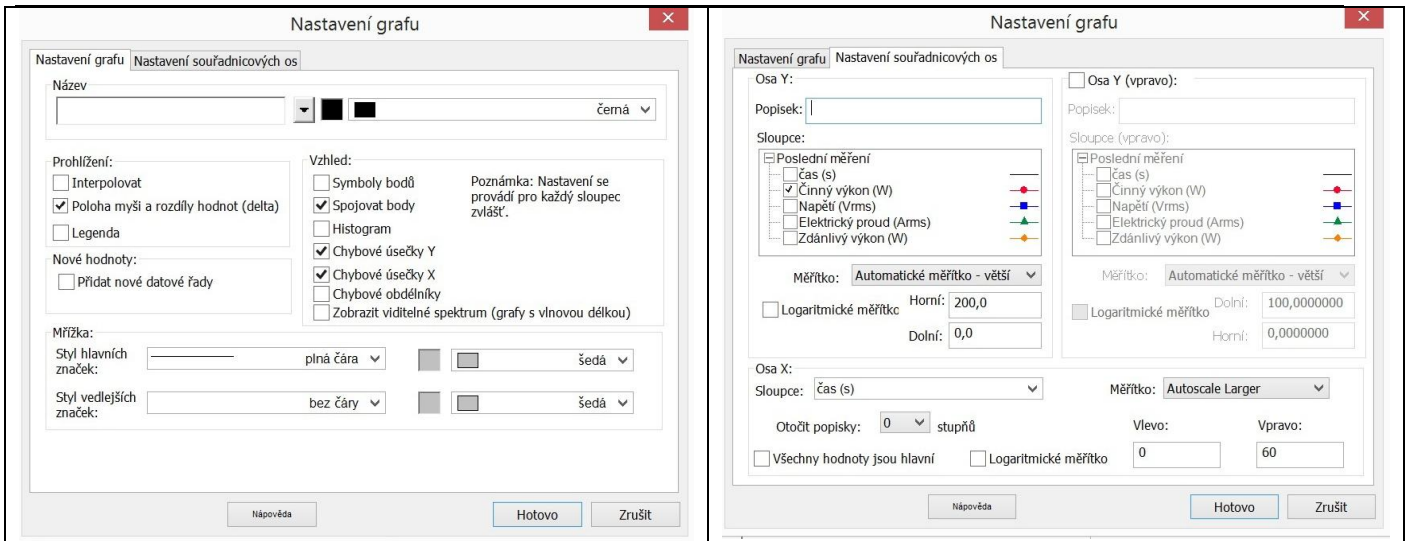 Nastavení grafu
Nastavení grafu Nastavení souřadnicových os
Název
černá
Prohlížení:
Interpolovat
Poloha myši a rozdíly hodnot (delta)
Legenda
Nové hodnoty:
Přidat nové datové řady
Vzhled:
Symboly bodů
Spojovat body
Histogram
Chybové úsečky Y
Chybové úsečky X
Chybové obdélníky
Zobrazit viditelné spektrum (grafy s vlnovou délkou)
Poznámka: Nastavení se
provádí pro každý sloupec
zvlášť.
Mřížka:
Styl hlavních
značek:
plná čára
šedá
Styl vedlejších
značek:
bez čáry
šedá
Nápověda
Hotovo
Zrušit
Nastavení grafu
Nastavení grafu Nastavení souřadnicových os
Osa Y:
Popisek:
Sloupce:
Poslední měření
čas (s)
Činný výkon (W)
Napětí (Vrms)
Elektrický proud (Arms)
Zdánlivý výkon (W)
Měřítko: Automatické měřítko - větší
Logaritmické měřítko
Horní: 200,0
Dolní: 0,0
Osa Y (vpravo):
Popisek:
Sloupce (vpravo):
Poslední měření
čas (s)
Činný výkon (W)
Napětí (Vrms)
Elektrický proud (Arms)
Zdánlivý výkon (W)
Měřítko: Automatické měřítko - větší
Logaritmické měřítko
Dolní: 100,0000000
Horní: 0,0000000
Osa X:
Sloupce: čas (s)
Měřítko: Autoscale Larger
Otočit popisky: 0 stupňů
Vlevo:
Vpravo:
Všechny hodnoty jsou hlavní
Logaritmické měřítko
0
60
Nápověda
Hotovo
Zrušit